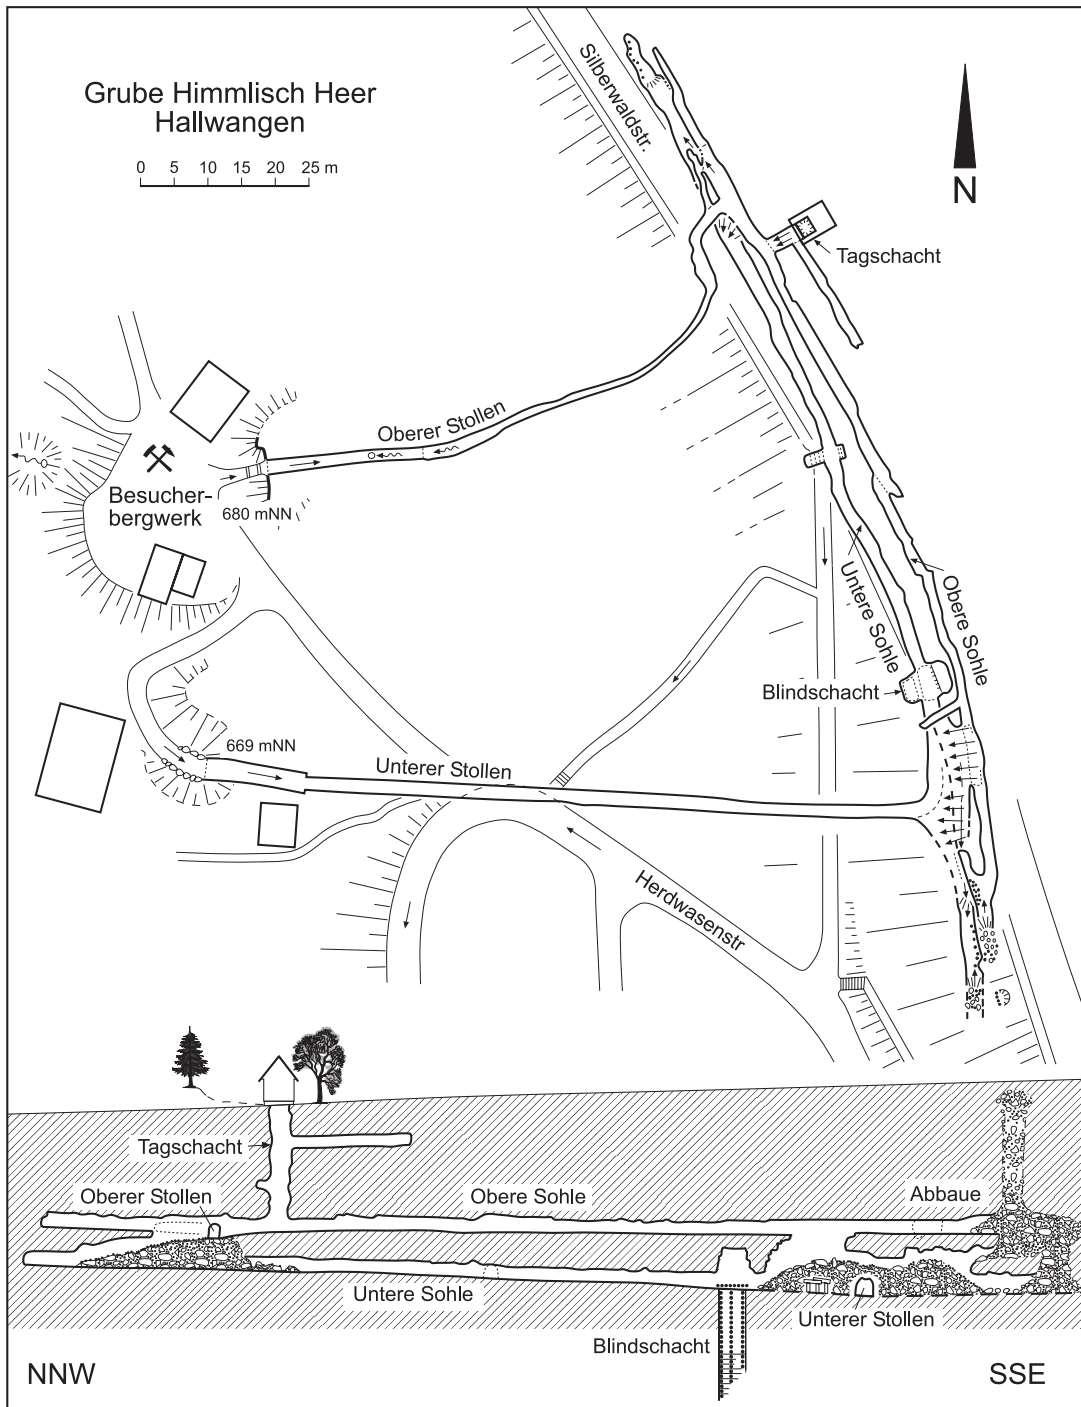 Grube Himmlisch Heer
Hallwangen
0 5 10 15 20 25 m
Silberwaldstr.
N
Tagschacht
Oberer Stollen
Besucher-
bergwerk
680 mNN
Untere Sohle
Obere Sohle
Blindschacht
669 mNN
Unterer Stollen
Herdwasenstr
Tagschacht
Oberer Stollen
Obere Sohle
Abbaue
Untere Sohle
Unterer Stollen
Blindschacht
NNW
SSE